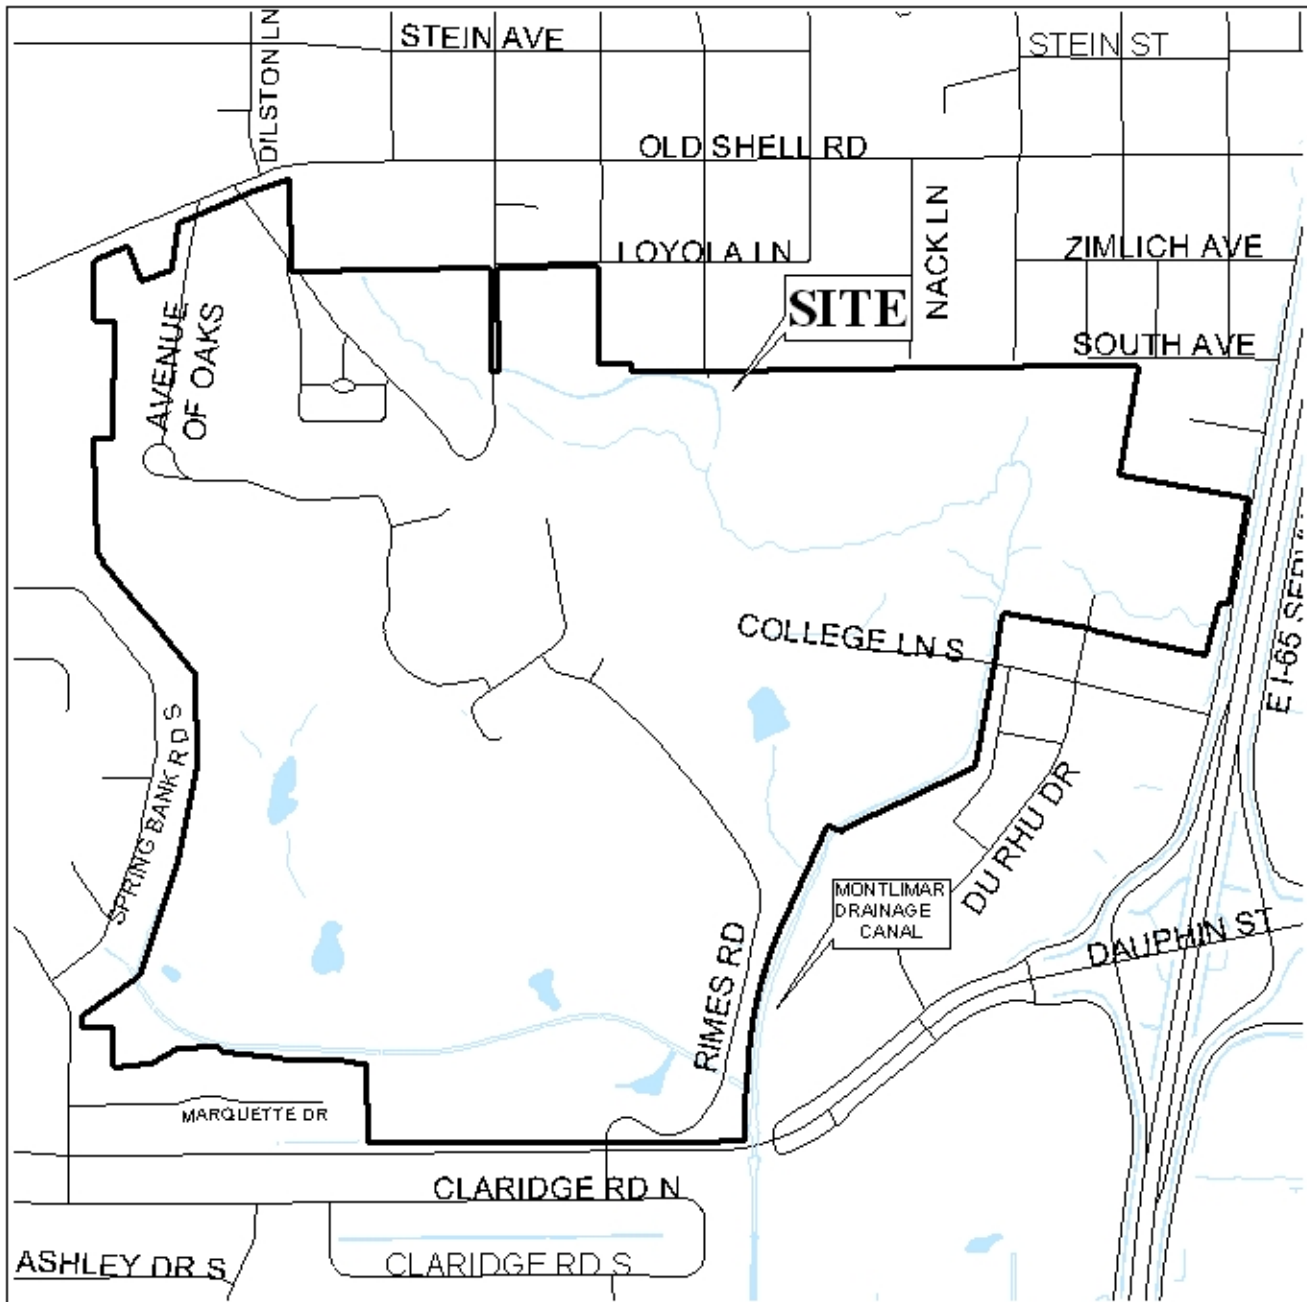 STEIN AVE
STEIN ST
DILSTON LN
OLD SHELL RD
LOYOLA LN
NACK LN
ZIMLICH AVE
SITE
SOUTH AVE
AVENUE
OF OAKS
COLLEGE LN S
E I-65
SPRING BANK RD S
DU RHU DR
MONTLIMAR
DRAINAGE
CANAL
DAUPHIN ST
RIMES RD
MARQUETTE DR
CLARIDGE RD N
ASHLEY DR S
CLARIDGE RD S